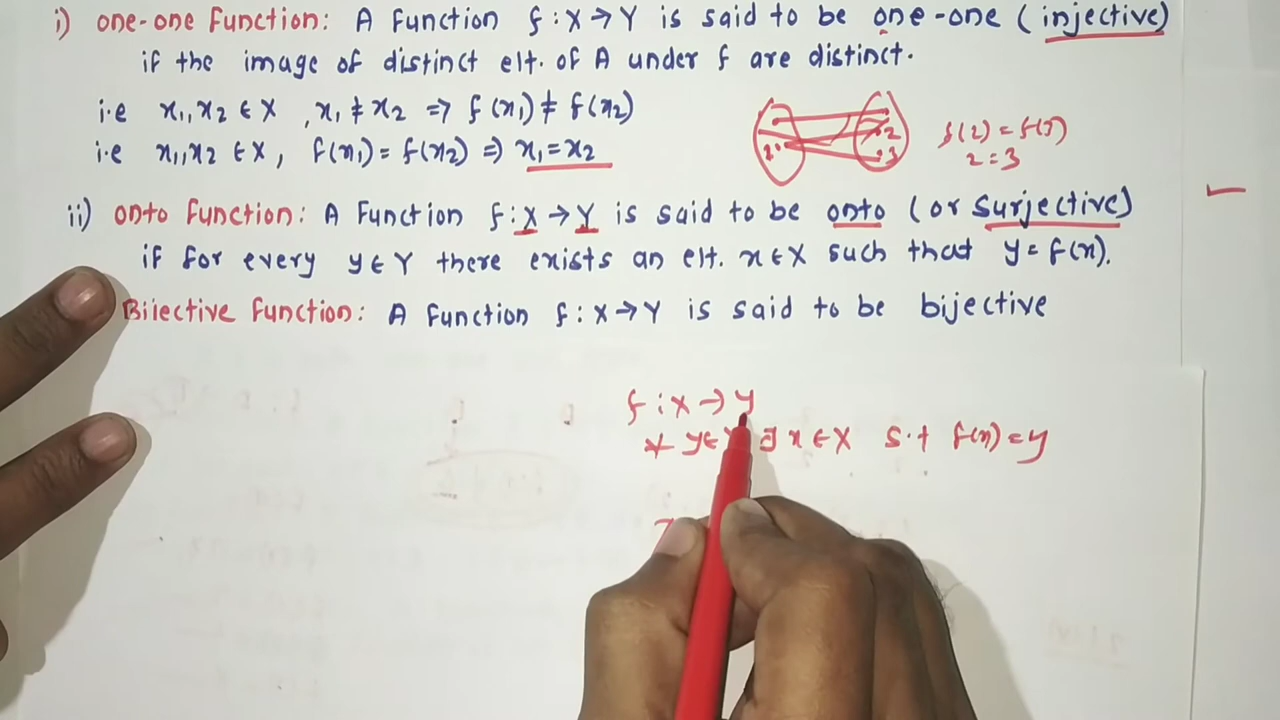 i) one-one Function: A Function f : X → Y is said to be one-one (injective)
if the image of distinct elt. of A under f are distinct.
i.e x₁, x₂ ∈ X , x₁ ≠ x₂ ⇒ f(x₁) ≠ f(x₂)
i.e x₁, x₂ ∈ X, f(x₁) = f(x₂) ⇒ x₁ = x₂
2 3
f(2) = f(3)
2 = 3
ii) onto Function: A Function f : X → Y is said to be onto (or surjective)
if for every y ∈ Y there exists an elt. x ∈ X such that y = f(x).
Bijective Function: A Function f : X → Y is said to be bijective
f : X → y
∀ y ∈ ∃ x ∈ X s.t f(x) = y